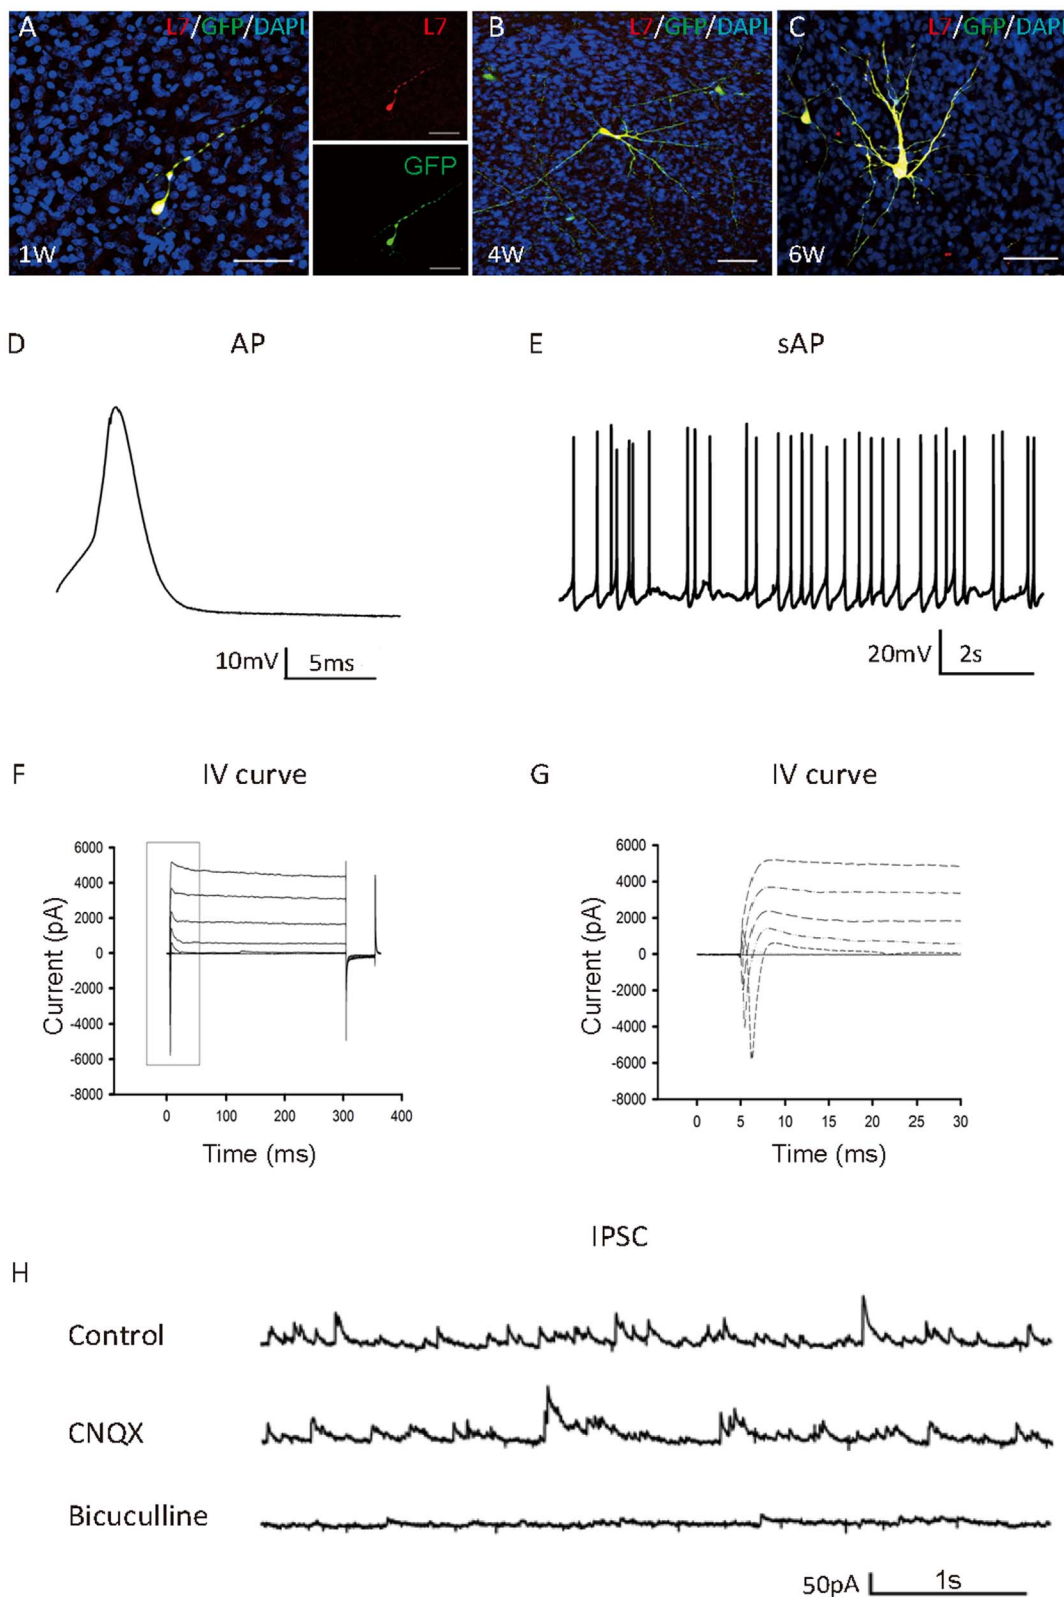 A L7/GFP/DAPI
L7
B L7/GFP/DAPI
C L7/GFP/DAPI
GFP
1W
4W
6W
D AP
E sAP
10mV 5ms
20mV 2s
F IV curve
G IV curve
6000
4000
2000
0
-2000
-4000
-6000
-8000
Current (pA)
0 100 200 300 400
Time (ms)
6000
4000
2000
0
-2000
-4000
-6000
-8000
Current (pA)
0 5 10 15 20 25 30
Time (ms)
IPSC
H
Control
CNQX
Bicuculline
50pA 1s